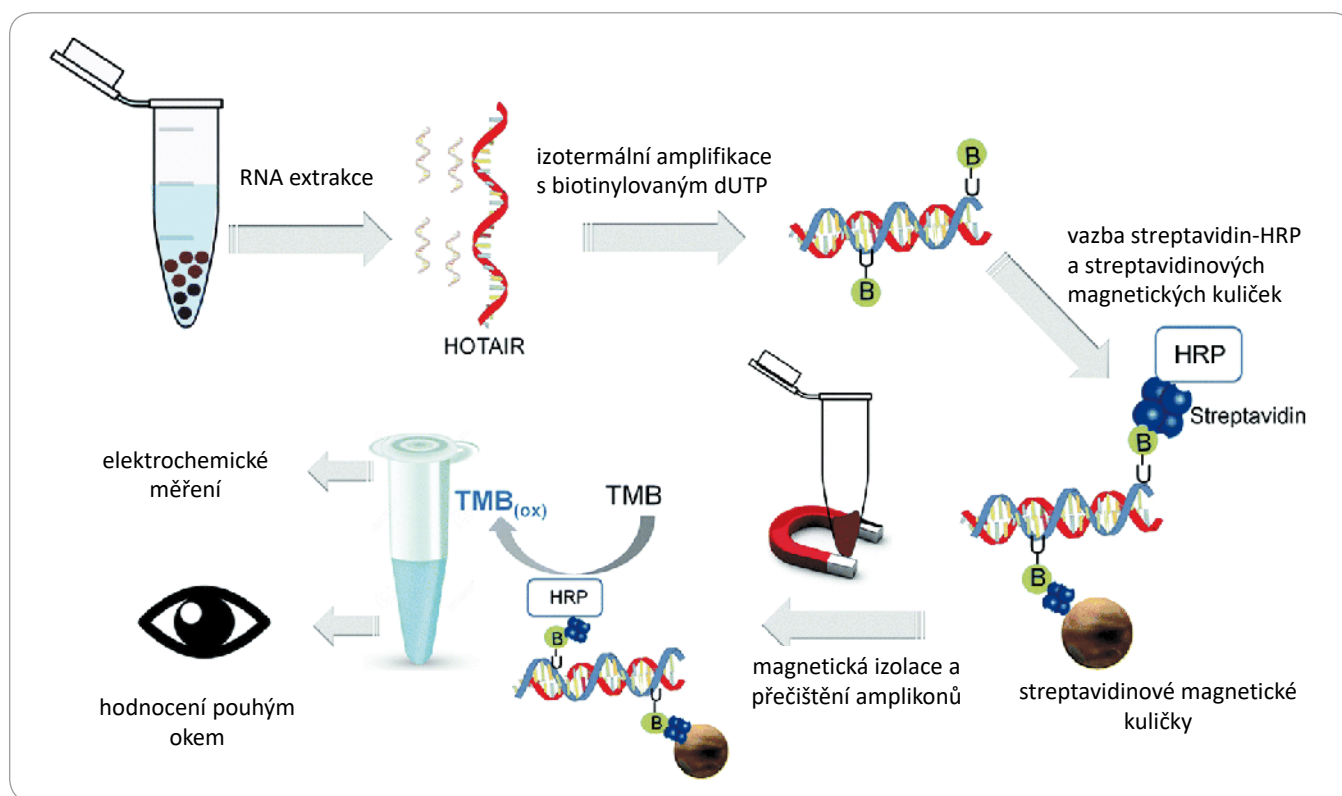 RNA extrakce
HOTAIR
izotermální amplifikace
s biotinylovaným dUTP
B
U
U
B
vazba streptavidin-HRP
a streptavidinových
magnetických kuliček
HRP
Streptavidin
B
U
U
B
streptavidinové magnetické
kuličky
magnetická izolace a
přečištění amplikonů
TMB
TMB(ox)
HRP
B
U
U
B
elektrochemické
měření
hodnocení pouhým
okem